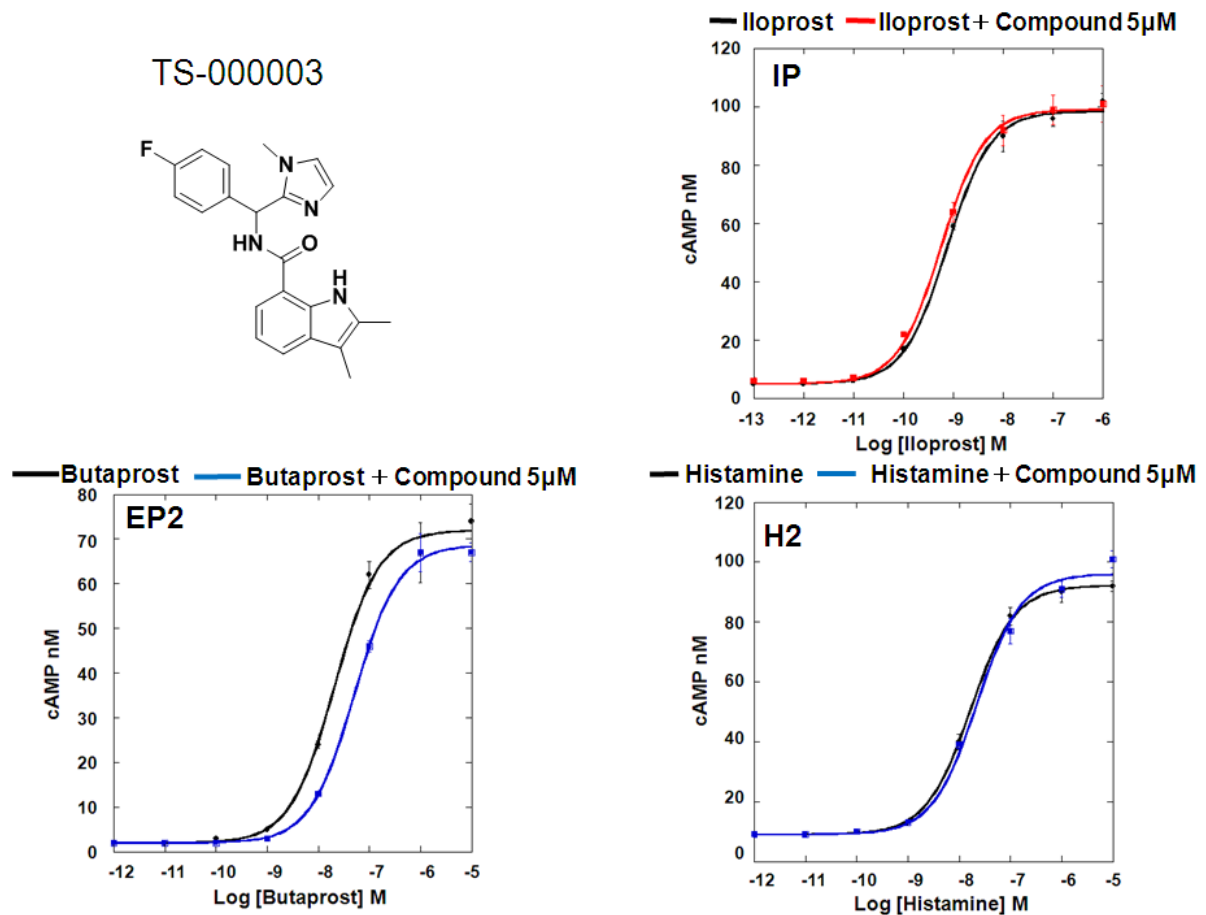 TS-000003
F
N
N
HN
O
H
N
Iloprost Iloprost + Compound 5µM
IP
120
100
80
60
40
20
0
cAMP nM
-13 -12 -11 -10 -9 -8 -7 -6
Log [Iloprost] M
Butaprost Butaprost + Compound 5µM
EP2
80
70
60
50
40
30
20
10
0
cAMP nM
-12 -11 -10 -9 -8 -7 -6 -5
Log [Butaprost] M
Histamine Histamine + Compound 5µM
H2
120
100
80
60
40
20
0
cAMP nM
-12 -11 -10 -9 -8 -7 -6 -5
Log [Histamine] M